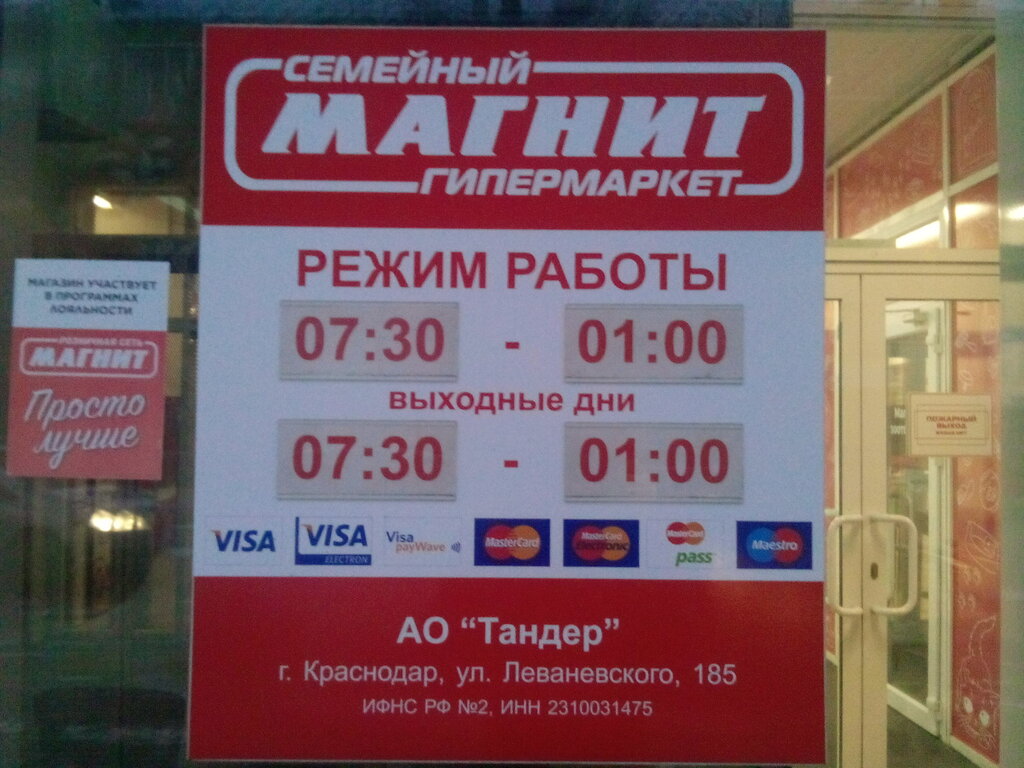 СЕМЕЙНЫЙ
МАГНИТ
ГИПЕРМАРКЕТ
РЕЖИМ РАБОТЫ
07:30 - 01:00
ВЫХОДНЫЕ ДНИ
07:30 - 01:00
VISA
VISA
ELECTRON
Visa
payWave
MasterCard
MasterCard
Electronic
MasterCard
pass
Maestro
АО “Тандер”
г. Краснодар, ул. Леваневского, 185
ИФНС РФ №2, ИНН 2310031475
МАГАЗИН УЧАСТВУЕТ
В ПРОГРАММАХ
ЛОЯЛЬНОСТИ
РОЗНИЧНАЯ СЕТЬ
МАГНИТ
Просто
лучше
ПОЖАРНЫЙ
ВЫХОД